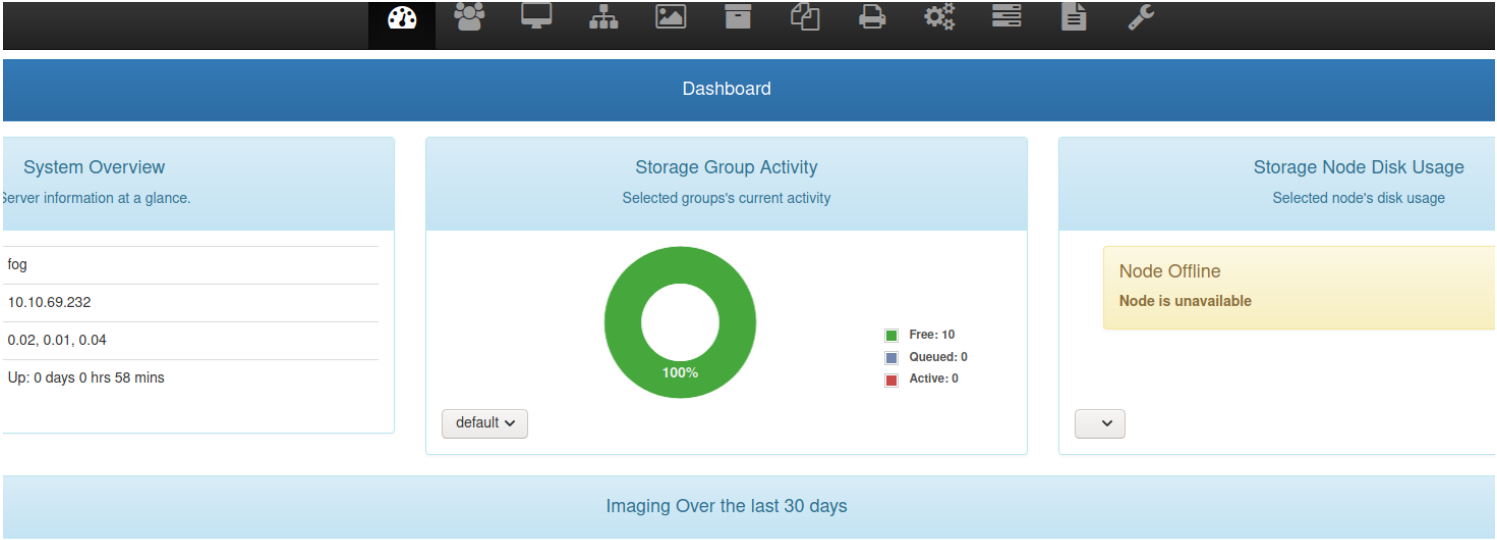 Dashboard
System Overview
Server information at a glance.
fog
10.10.69.232
0.02, 0.01, 0.04
Up: 0 days 0 hrs 58 mins
Storage Group Activity
Selected groups's current activity
100%
Free: 10
Queued: 0
Active: 0
default
Storage Node Disk Usage
Selected node's disk usage
Node Offline
Node is unavailable
Imaging Over the last 30 days